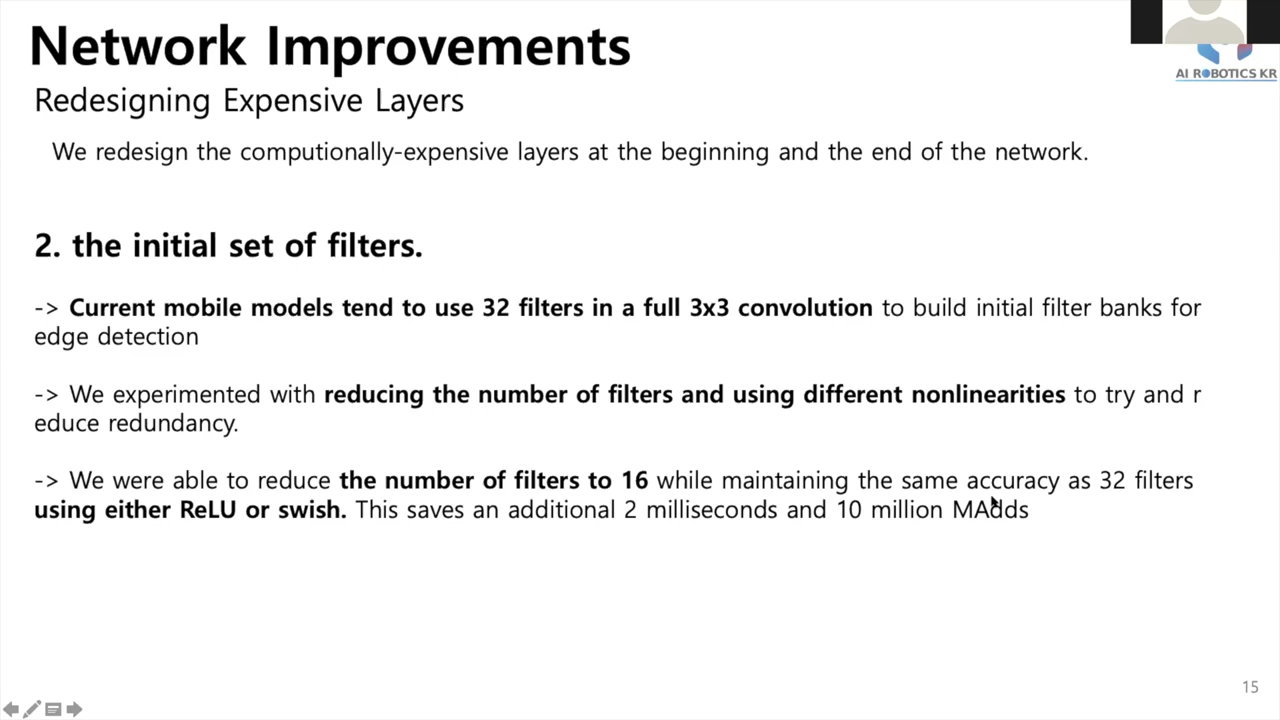 Network Improvements
AI ROBOTICS KR
Redesigning Expensive Layers
We redesign the computionally-expensive layers at the beginning and the end of the network.
2. the initial set of filters.
-> Current mobile models tend to use 32 filters in a full 3x3 convolution to build initial filter banks for
edge detection
-> We experimented with reducing the number of filters and using different nonlinearities to try and r
educe redundancy.
-> We were able to reduce the number of filters to 16 while maintaining the same accuracy as 32 filters
using either ReLU or swish. This saves an additional 2 milliseconds and 10 million MAdds
15